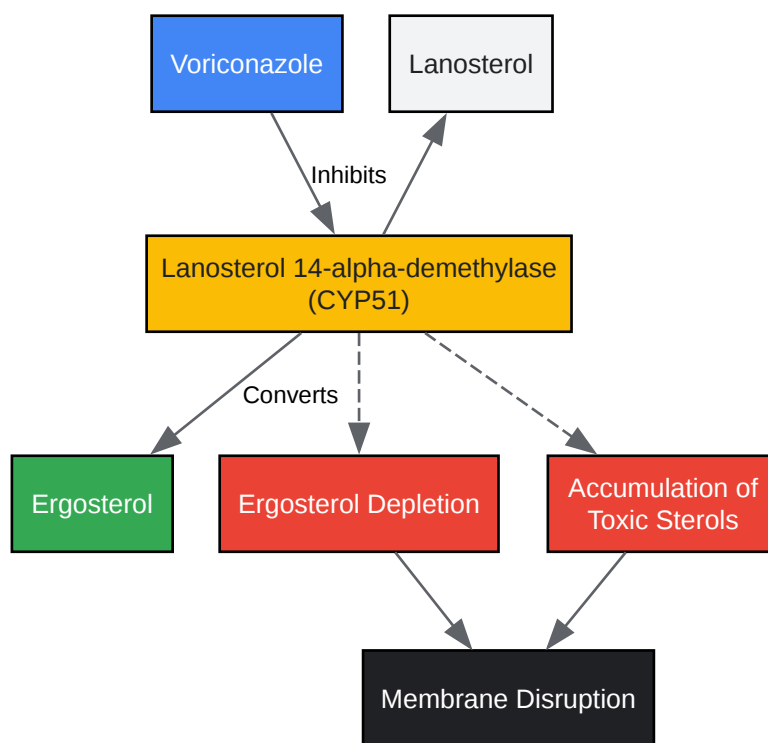 Voriconazole
Lanosterol
Inhibits
Lanosterol 14-alpha-demethylase
(CYP51)
Converts
Ergosterol
Ergosterol Depletion
Accumulation of
Toxic Sterols
Membrane Disruption